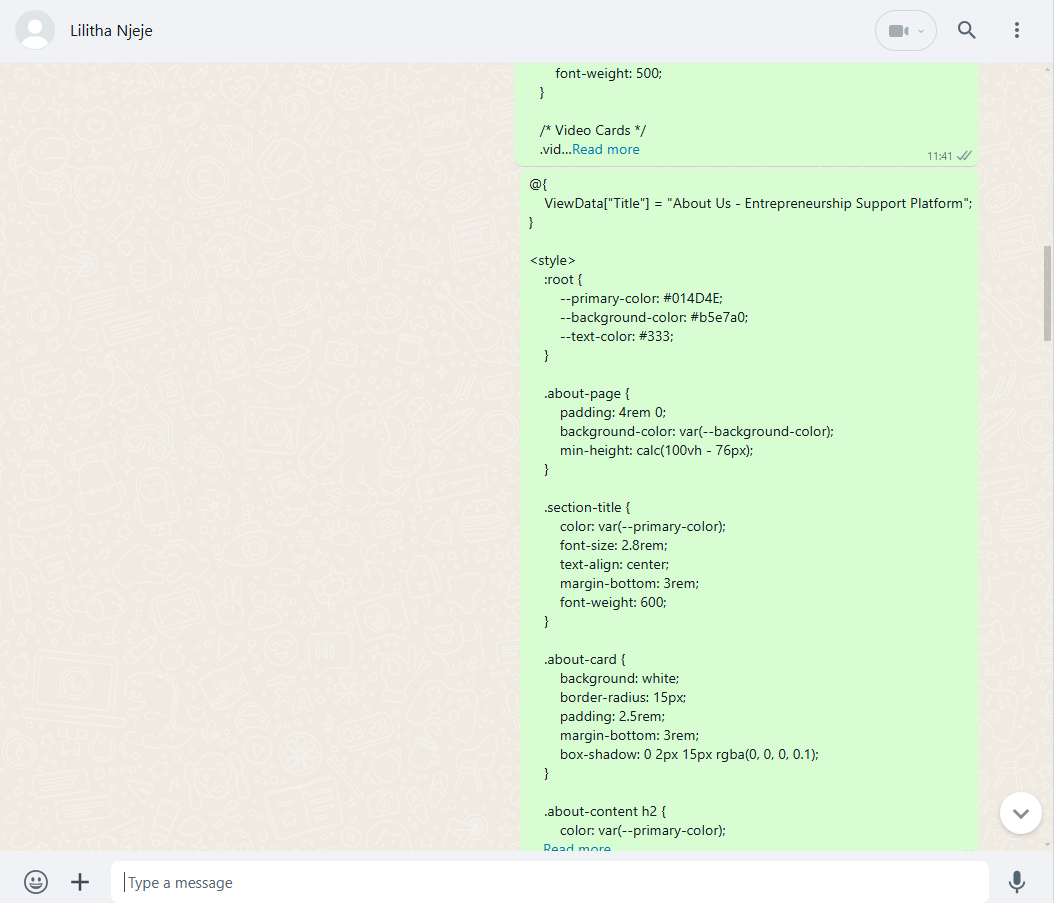 Lilitha Njeje
font-weight: 500;
}
/* Video Cards */
.vid...Read more
11:41
@{
ViewData["Title"] = "About Us - Entrepreneurship Support Platform";
}
<style>
:root {
--primary-color: #014D4E;
--background-color: #b5e7a0;
--text-color: #333;
}
.about-page {
padding: 4rem 0;
background-color: var(--background-color);
min-height: calc(100vh - 76px);
}
.section-title {
color: var(--primary-color);
font-size: 2.8rem;
text-align: center;
margin-bottom: 3rem;
font-weight: 600;
}
.about-card {
background: white;
border-radius: 15px;
padding: 2.5rem;
margin-bottom: 3rem;
box-shadow: 0 2px 15px rgba(0, 0, 0, 0.1);
}
.about-content h2 {
color: var(--primary-color);
Read more
Type a message